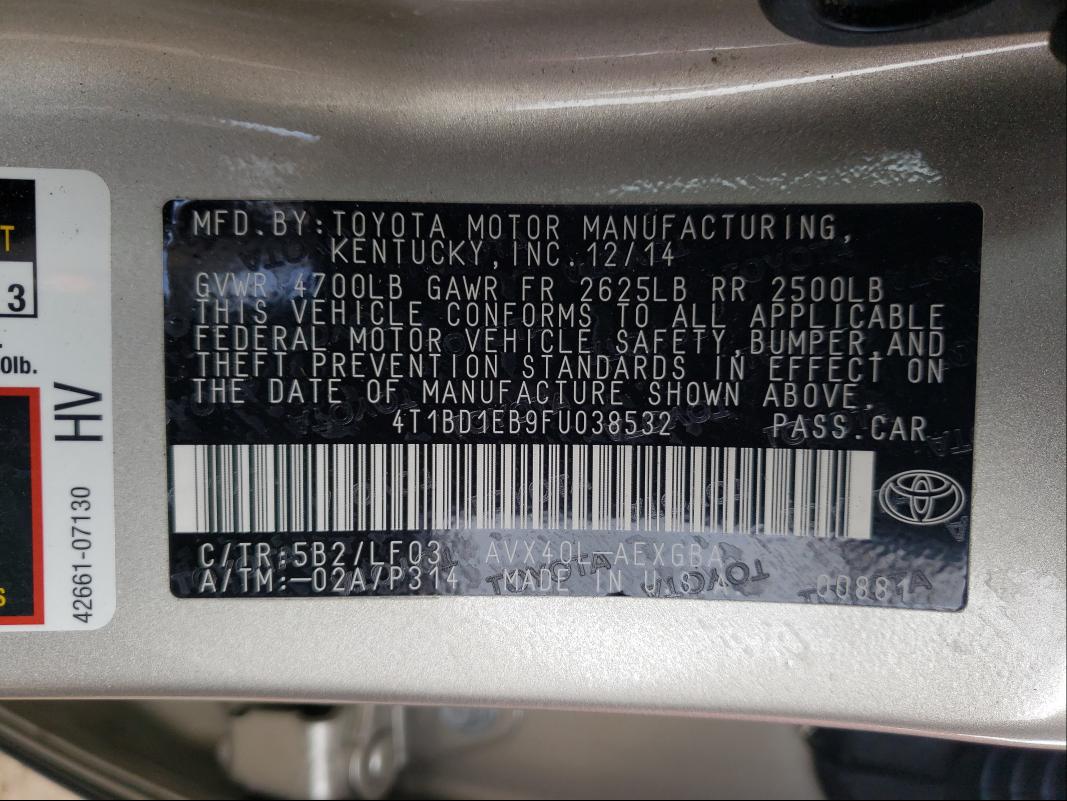 T
3
0lb.
HV
42661-07130
S
MFD.BY:TOYOTA MOTOR MANUFACTURING,
KENTUCKY,INC.12/14
GVWR 4700LB GAWR FR 2625LB RR 2500LB
THIS VEHICLE CONFORMS TO ALL APPLICABLE
FEDERAL MOTOR VEHICLE SAFETY,BUMPER,AND
THEFT PREVENTION STANDARDS IN EFFECT ON
THE DATE OF MANUFACTURE SHOWN ABOVE.
4T1BD1EB9FU038532 PASS.CAR
C/TR:5B2/LF03 AVX40L-AEXGBA
A/TM:-02A/P314 MADE IN U.S.A 00881